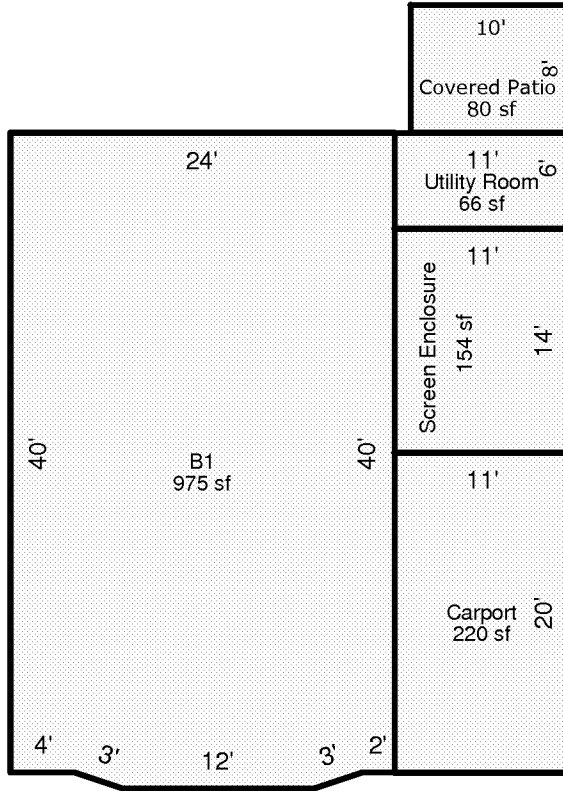 10'
8'
Covered Patio
80 sf
24'
11'
6'
Utility Room
66 sf
11'
Screen Enclosure
154 sf
14'
40'
B1
975 sf
40'
11'
Carport
220 sf
20'
4'
3'
12'
3'
2'